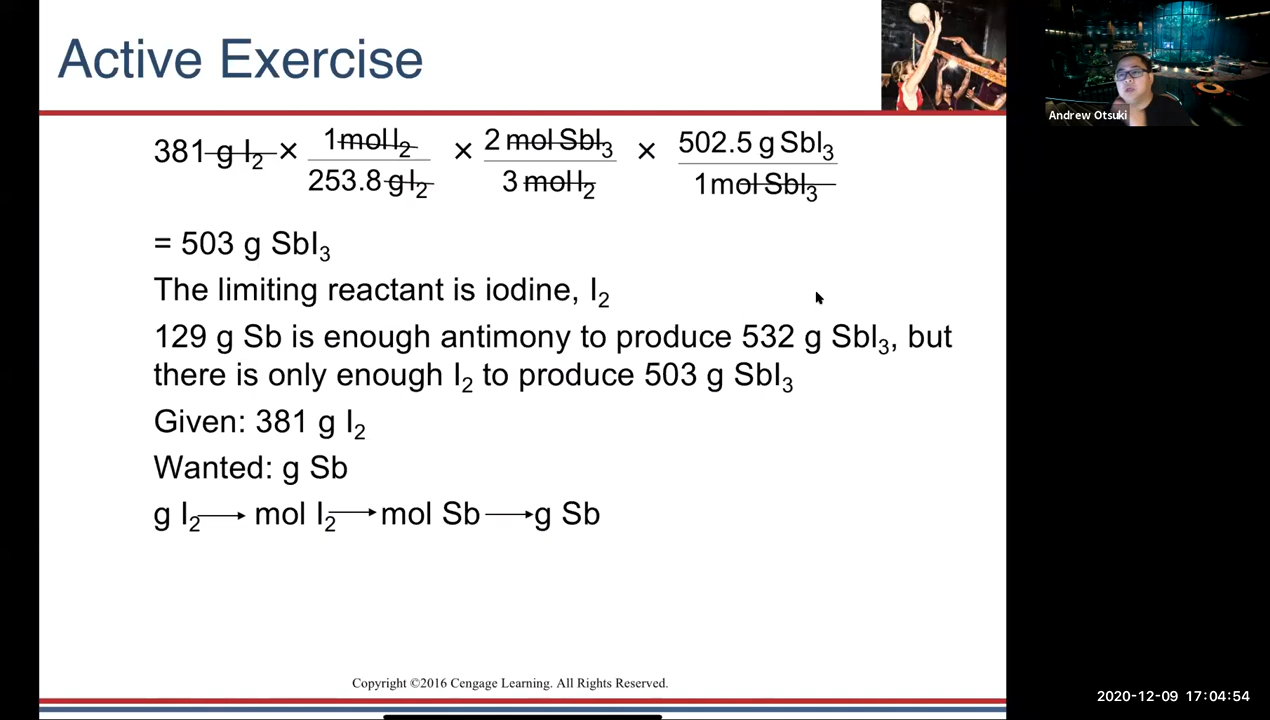 Active Exercise
Andrew Otsuki
381 g I₂ × 1 mol I₂ / 253.8 g I₂ × 2 mol SbI₃ / 3 mol I₂ × 502.5 g SbI₃ / 1 mol SbI₃
= 503 g SbI₃
The limiting reactant is iodine, I₂
129 g Sb is enough antimony to produce 532 g SbI₃, but
there is only enough I₂ to produce 503 g SbI₃
Given: 381 g I₂
Wanted: g Sb
g I₂ → mol I₂ → mol Sb → g Sb
Copyright ©2016 Cengage Learning. All Rights Reserved.
2020-12-09 17:04:54